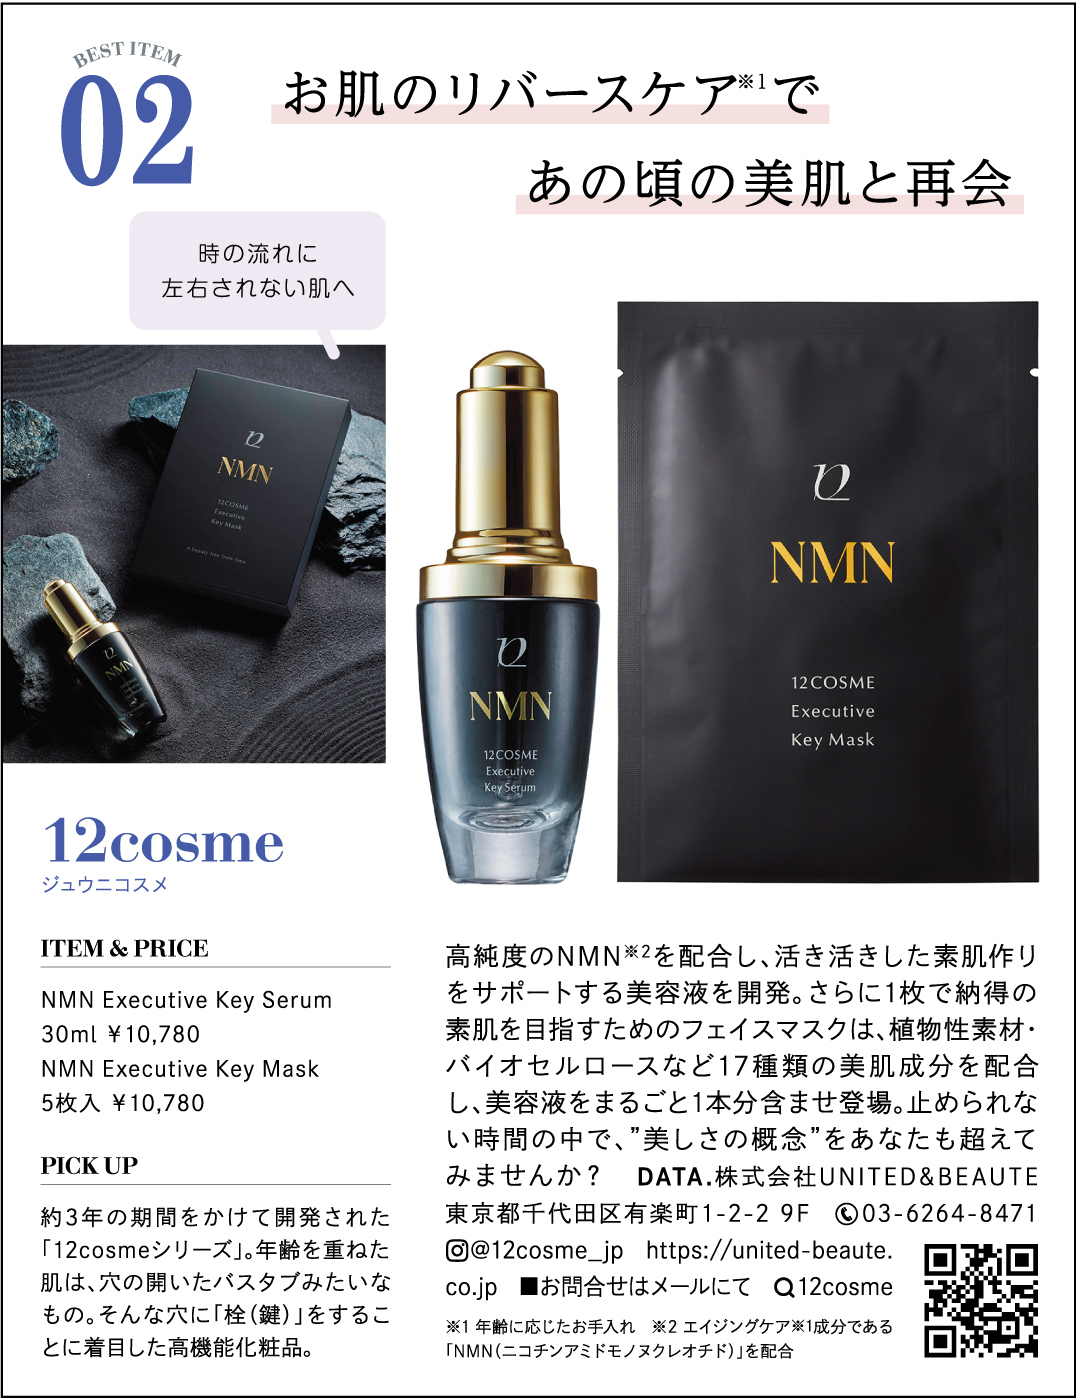 BEST ITEM
02
お肌のリバースケア※1で
あの頃の美肌と再会
時の流れに
左右されない肌へ
12
NMN
12COSME
Executive
Key Mask
A beauty free from time
NMN
12
NMN
12COSME
Executive
Key Serum
12
NMN
12COSME
Executive
Key Mask
12cosme
ジュウニコスメ
ITEM & PRICE
NMN Executive Key Serum
30ml ¥10,780
NMN Executive Key Mask
5枚入 ¥10,780
PICK UP
約3年の期間をかけて開発された
「12cosmeシリーズ」。年齢を重ねた
肌は、穴の開いたバスタブみたいな
もの。そんな穴に「栓（鍵）」をするこ
とに着目した高機能化粧品。
高純度のNMN※2を配合し、活き活きした素肌作り
をサポートする美容液を開発。さらに1枚で納得の
素肌を目指すためのフェイスマスクは、植物性素材・
バイオセルロースなど17種類の美肌成分を配合
し、美容液をまるごと1本分含ませ登場。止められな
い時間の中で、”美しさの概念”をあなたも超えて
みませんか？　DATA.株式会社UNITED&BEAUTE
東京都千代田区有楽町1-2-2 9F　03-6264-8471
@12cosme_jp　https://united-beaute.
co.jp　■お問合せはメールにて　12cosme
※1 年齢に応じたお手入れ　※2 エイジングケア※1成分である
「NMN（ニコチンアミドモノヌクレオチド）」を配合